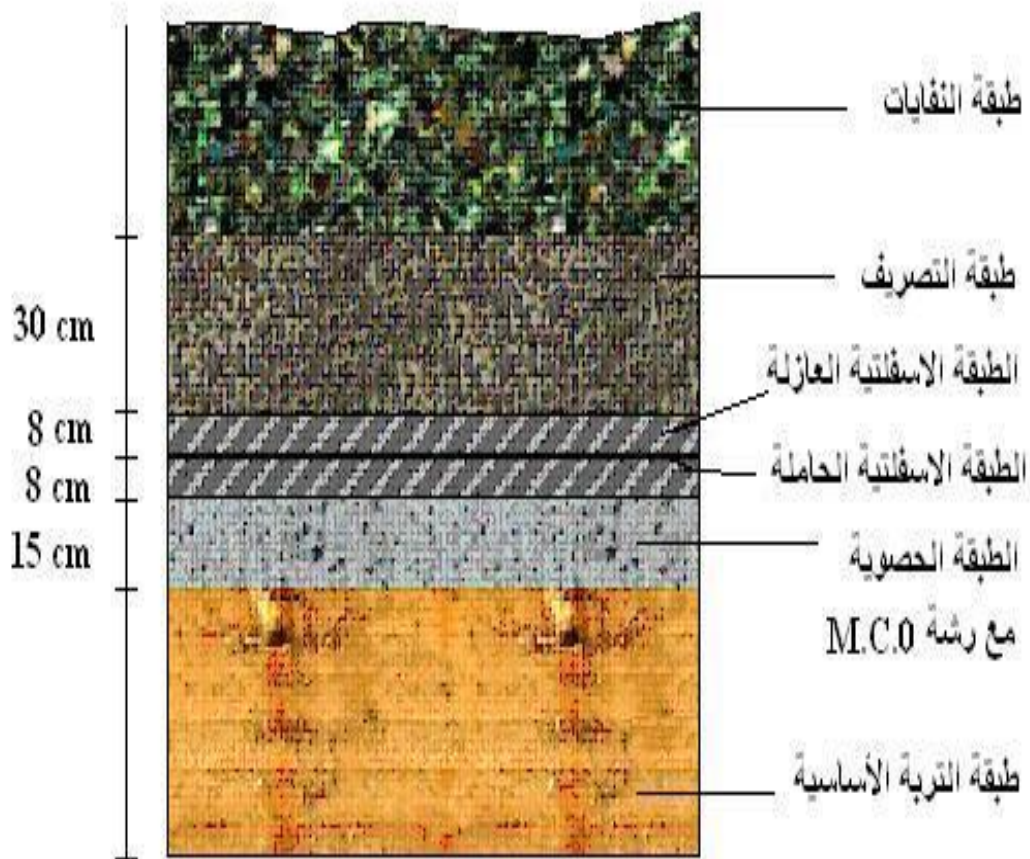 طبقة النفايات
طبقة التصريف
30 cm
الطبقة الاسفلتية العازلة
8 cm
الطبقة الاسفلتية الحاملة
8 cm
15 cm
الطبقة الحصوية
مع رشة M.C.0
طبقة التربة الأساسية